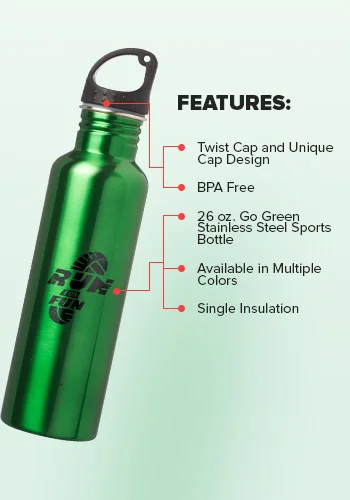 FEATURES:
Twist Cap and Unique
Cap Design
BPA Free
26 oz. Go Green
Stainless Steel Sports
Bottle
Available in Multiple
Colors
Single Insulation
RUN
FOR
FUN